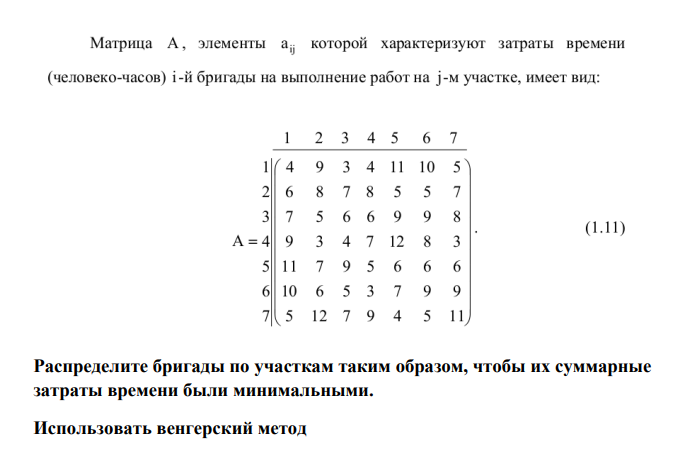 Матрица A, элементы aij которой характеризуют затраты времени
(человеко-часов) i-й бригады на выполнение работ на j-м участке, имеет вид:
1 2 3 4 5 6 7
1 4 9 3 4 11 10 5
2 6 8 7 8 5 5 7
3 7 5 6 6 9 9 8
A = 4 9 3 4 7 12 8 3 . (1.11)
5 11 7 9 5 6 6 6
6 10 6 5 3 7 9 9
7 5 12 7 9 4 5 11
Распределите бригады по участкам таким образом, чтобы их суммарные
затраты времени были минимальными.
Использовать венгерский метод